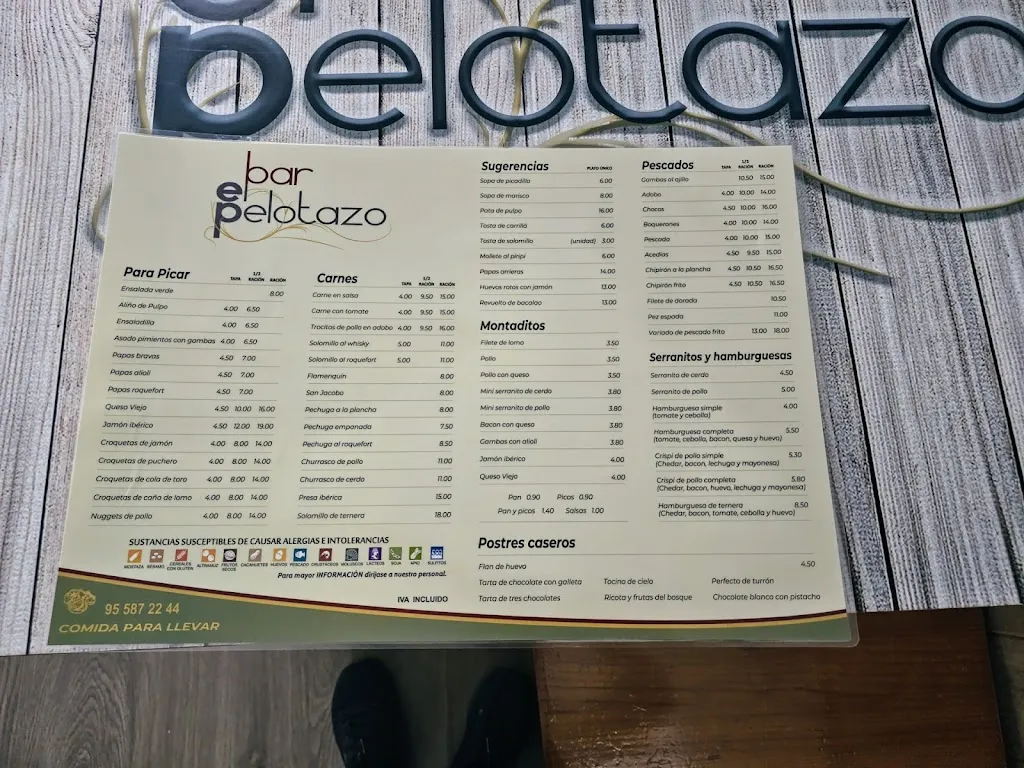 bar
el
Pelotazo
bar
el
Pelotazo
Para Picar
TAPA 1/2 RACIÓN RACIÓN
Ensalada verde 8.00
Aliño de Pulpo 4.00 6.50
Ensaladilla 4.00 6.50
Asado pimientos con gambas 4.00 6.50
Papas bravas 4.50 7.00
Papas alioli 4.50 7.00
Papas roquefort 4.50 7.00
Queso Viejo 4.50 10.00 16.00
Jamón ibérico 4.50 12.00 19.00
Croquetas de jamón 4.00 8.00 14.00
Croquetas de puchero 4.00 8.00 14.00
Croquetas de cola de toro 4.00 8.00 14.00
Croquetas de caña de lomo 4.00 8.00 14.00
Nuggets de pollo 4.00 8.00 14.00
Carnes
TAPA 1/2 RACIÓN RACIÓN
Carne en salsa 4.00 9.50 15.00
Carne con tomate 4.00 9.50 15.00
Trocitos de pollo en adobo 4.00 9.50 16.00
Solomillo al whisky 5.00 11.00
Solomillo al roquefort 5.00 11.00
Flamenquín 8.00
San Jacobo 8.00
Pechuga a la plancha 8.00
Pechuga empanada 7.50
Pechuga al roquefort 8.50
Churrasco de pollo 11.00
Churrasco de cerdo 11.00
Presa ibérica 15.00
Solomillo de ternera 18.00
SUSTANCIAS SUSCEPTIBLES DE CAUSAR ALERGIAS E INTOLERANCIAS
MOSTAZA SÉSAMO CEREALES CON GLUTEN ALTRAMUZ FRUTOS SECOS CACAHUETES HUEVOS PESCADO CRUSTÁCEOS MOLUSCOS LÁCTEOS SOJA APIO SULFITOS
Para mayor INFORMACIÓN diríjase a nuestro personal.
IVA INCLUIDO
95 587 22 44
COMIDA PARA LLEVAR
Sugerencias
PLATO ÚNICO
Sopa de picadillo 6.00
Sopa de marisco 8.00
Pata de pulpo 16.00
Tosta de carrillá 6.00
Tosta de solomillo (unidad) 3.00
Mollete al piripi 6.00
Papas arrieras 14.00
Huevos rotos con jamón 13.00
Revuelto de bacalao 13.00
Montaditos
Filete de lomo 3.50
Pollo 3.50
Pollo con queso 3.50
Mini serranito de cerdo 3.80
Mini serranito de pollo 3.80
Bacon con queso 3.80
Gambas con alioli 3.80
Jamón ibérico 4.00
Queso Viejo 4.00
Pan 0.90 Picos 0.90
Pan y picos 1.40 Salsas 1.00
Pescados
TAPA 1/2 RACIÓN RACIÓN
Gambas al ajillo 10.50 15.00
Adobo 4.00 10.00 14.00
Chocos 4.50 10.00 16.00
Boquerones 4.00 10.00 14.00
Pescada 4.00 10.00 15.00
Acedías 4.50 9.50 15.00
Chipirón a la plancha 4.50 10.50 16.50
Chipirón frito 4.50 10.50 16.50
Filete de dorada 10.50
Pez espada 11.00
Variado de pescado frito 13.00 18.00
Serranitos y hamburguesas
Serranito de cerdo 4.50
Serranito de pollo 5.00
Hamburguesa simple 4.00
(tomate y cebolla)
Hamburguesa completa 5.50
(tomate, cebolla, bacon, queso y huevo)
Crispi de pollo simple 5.30
(Chedar, bacon, lechuga y mayonesa)
Crispi de pollo completa 5.80
(Chedar, bacon, huevo, lechuga y mayonesa)
Hamburguesa de ternera 8.50
(Chedar, bacon, tomate, cebolla y huevo)
Postres caseros
Flan de huevo 4.50
Tarta de chocolate con galleta Tocino de cielo Perfecto de turrón
Tarta de tres chocolates Ricota y frutas del bosque Chocolate blanco con pistacho